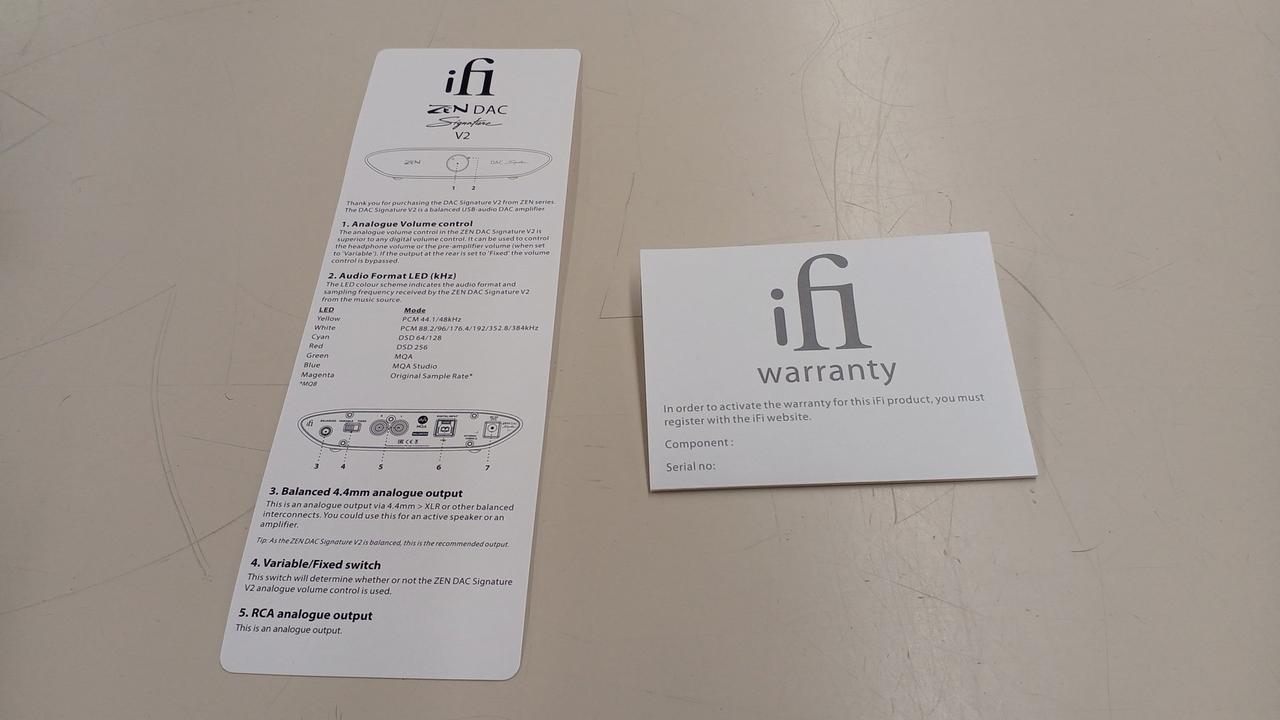 ifi
ZEN DAC
Signature
V2
ZEN
DAC Signature
1 2
Thank you for purchasing the DAC Signature V2 from ZEN series.
The DAC Signature V2 is a balanced USB-audio DAC amplifier.
1. Analogue Volume control
The analogue volume control in the ZEN DAC Signature V2 is
superior to any digital volume control. It can be used to control
the headphone volume or the pre-amplifier volume (when set
to 'Variable'). If the output at the rear is set to 'Fixed' the volume
control is bypassed.
2. Audio Format LED (kHz)
The LED colour scheme indicates the audio format and
sampling frequency received by the ZEN DAC Signature V2
from the music source.
LED Mode
Yellow PCM 44.1/48kHz
White PCM 88.2/96/176.4/192/352.8/384kHz
Cyan DSD 64/128
Red DSD 256
Green MQA
Blue MQA Studio
Magenta Original Sample Rate*
*MQB
ifi
BALANCED
VARIABLE FIXED
R L
MQA
DIGITAL INPUT
3 4 5 6 7
3. Balanced 4.4mm analogue output
This is an analogue output via 4.4mm > XLR or other balanced
interconnects. You could use this for an active speaker or an
amplifier.
Tip: As the ZEN DAC Signature V2 is balanced, this is the recommended output.
4. Variable/Fixed switch
This switch will determine whether or not the ZEN DAC Signature
V2 analogue volume control is used.
5. RCA analogue output
This is an analogue output.
ifi
warranty
In order to activate the warranty for this iFi product, you must
register with the iFi website.
Component :
Serial no: